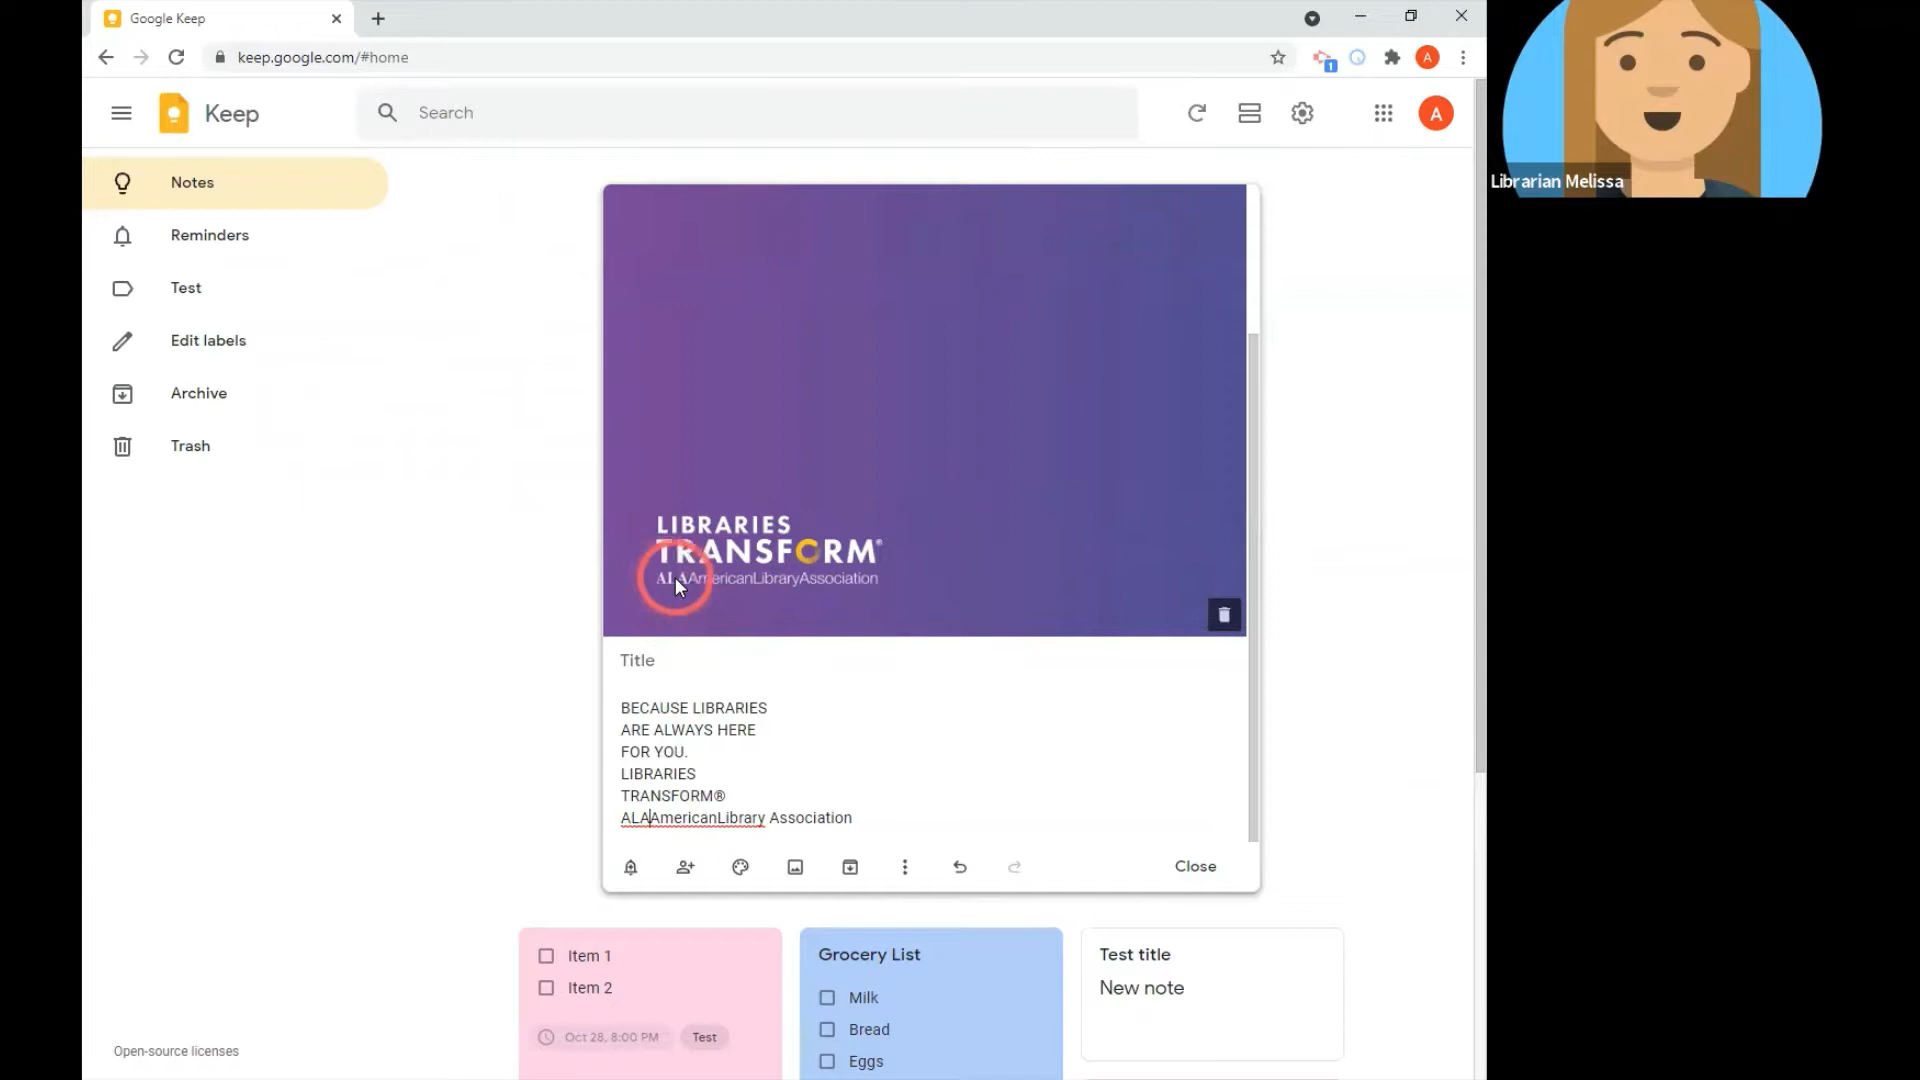 Google Keep
keep.google.com/#home
1
A
Keep
Search
A
Librarian Melissa
Notes
Reminders
Test
Edit labels
Archive
Trash
LIBRARIES
TRANSFORM®
ALAAmericanLibraryAssociation
Title
BECAUSE LIBRARIES
ARE ALWAYS HERE
FOR YOU.
LIBRARIES
TRANSFORM®
ALAAmericanLibrary Association
Close
Item 1
Item 2
Oct 28, 8:00 PM
Test
Grocery List
Milk
Bread
Eggs
Test title
New note
Open-source licenses